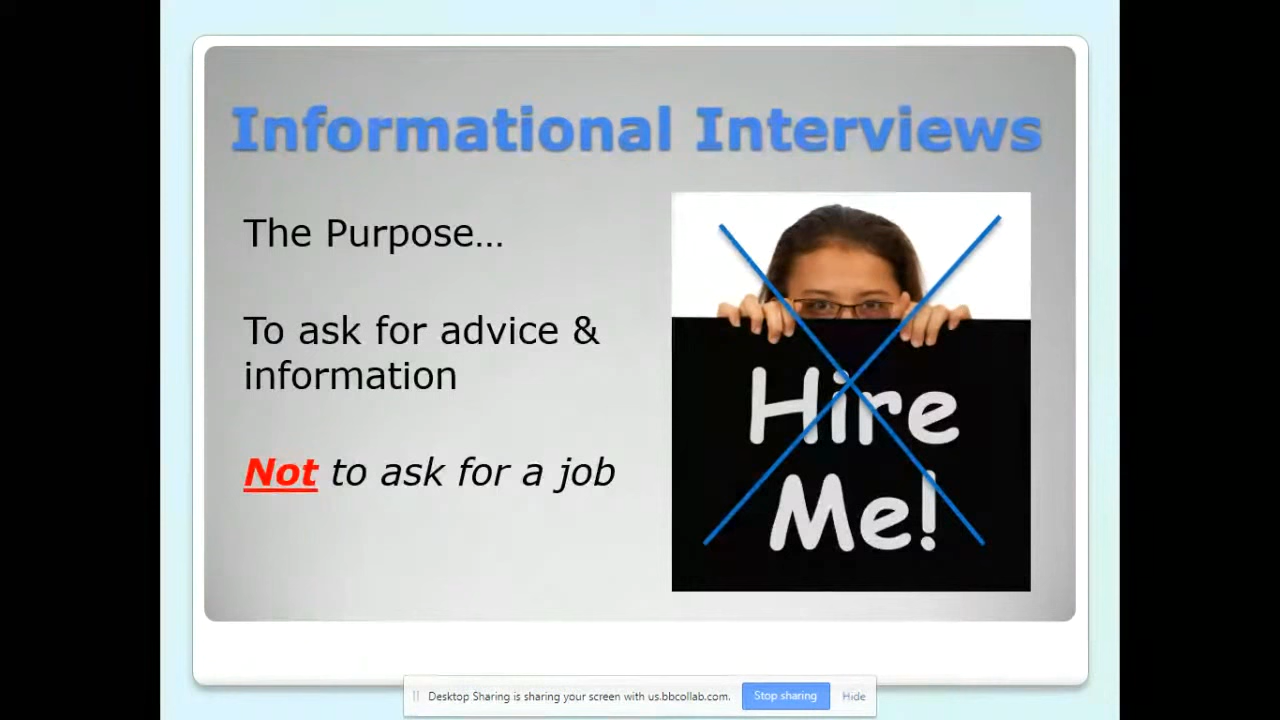 Informational Interviews
The Purpose…
To ask for advice &
information
Not to ask for a job
Hire
Me!
Desktop Sharing is sharing your screen with us.bbcollab.com.
Stop sharing
Hide